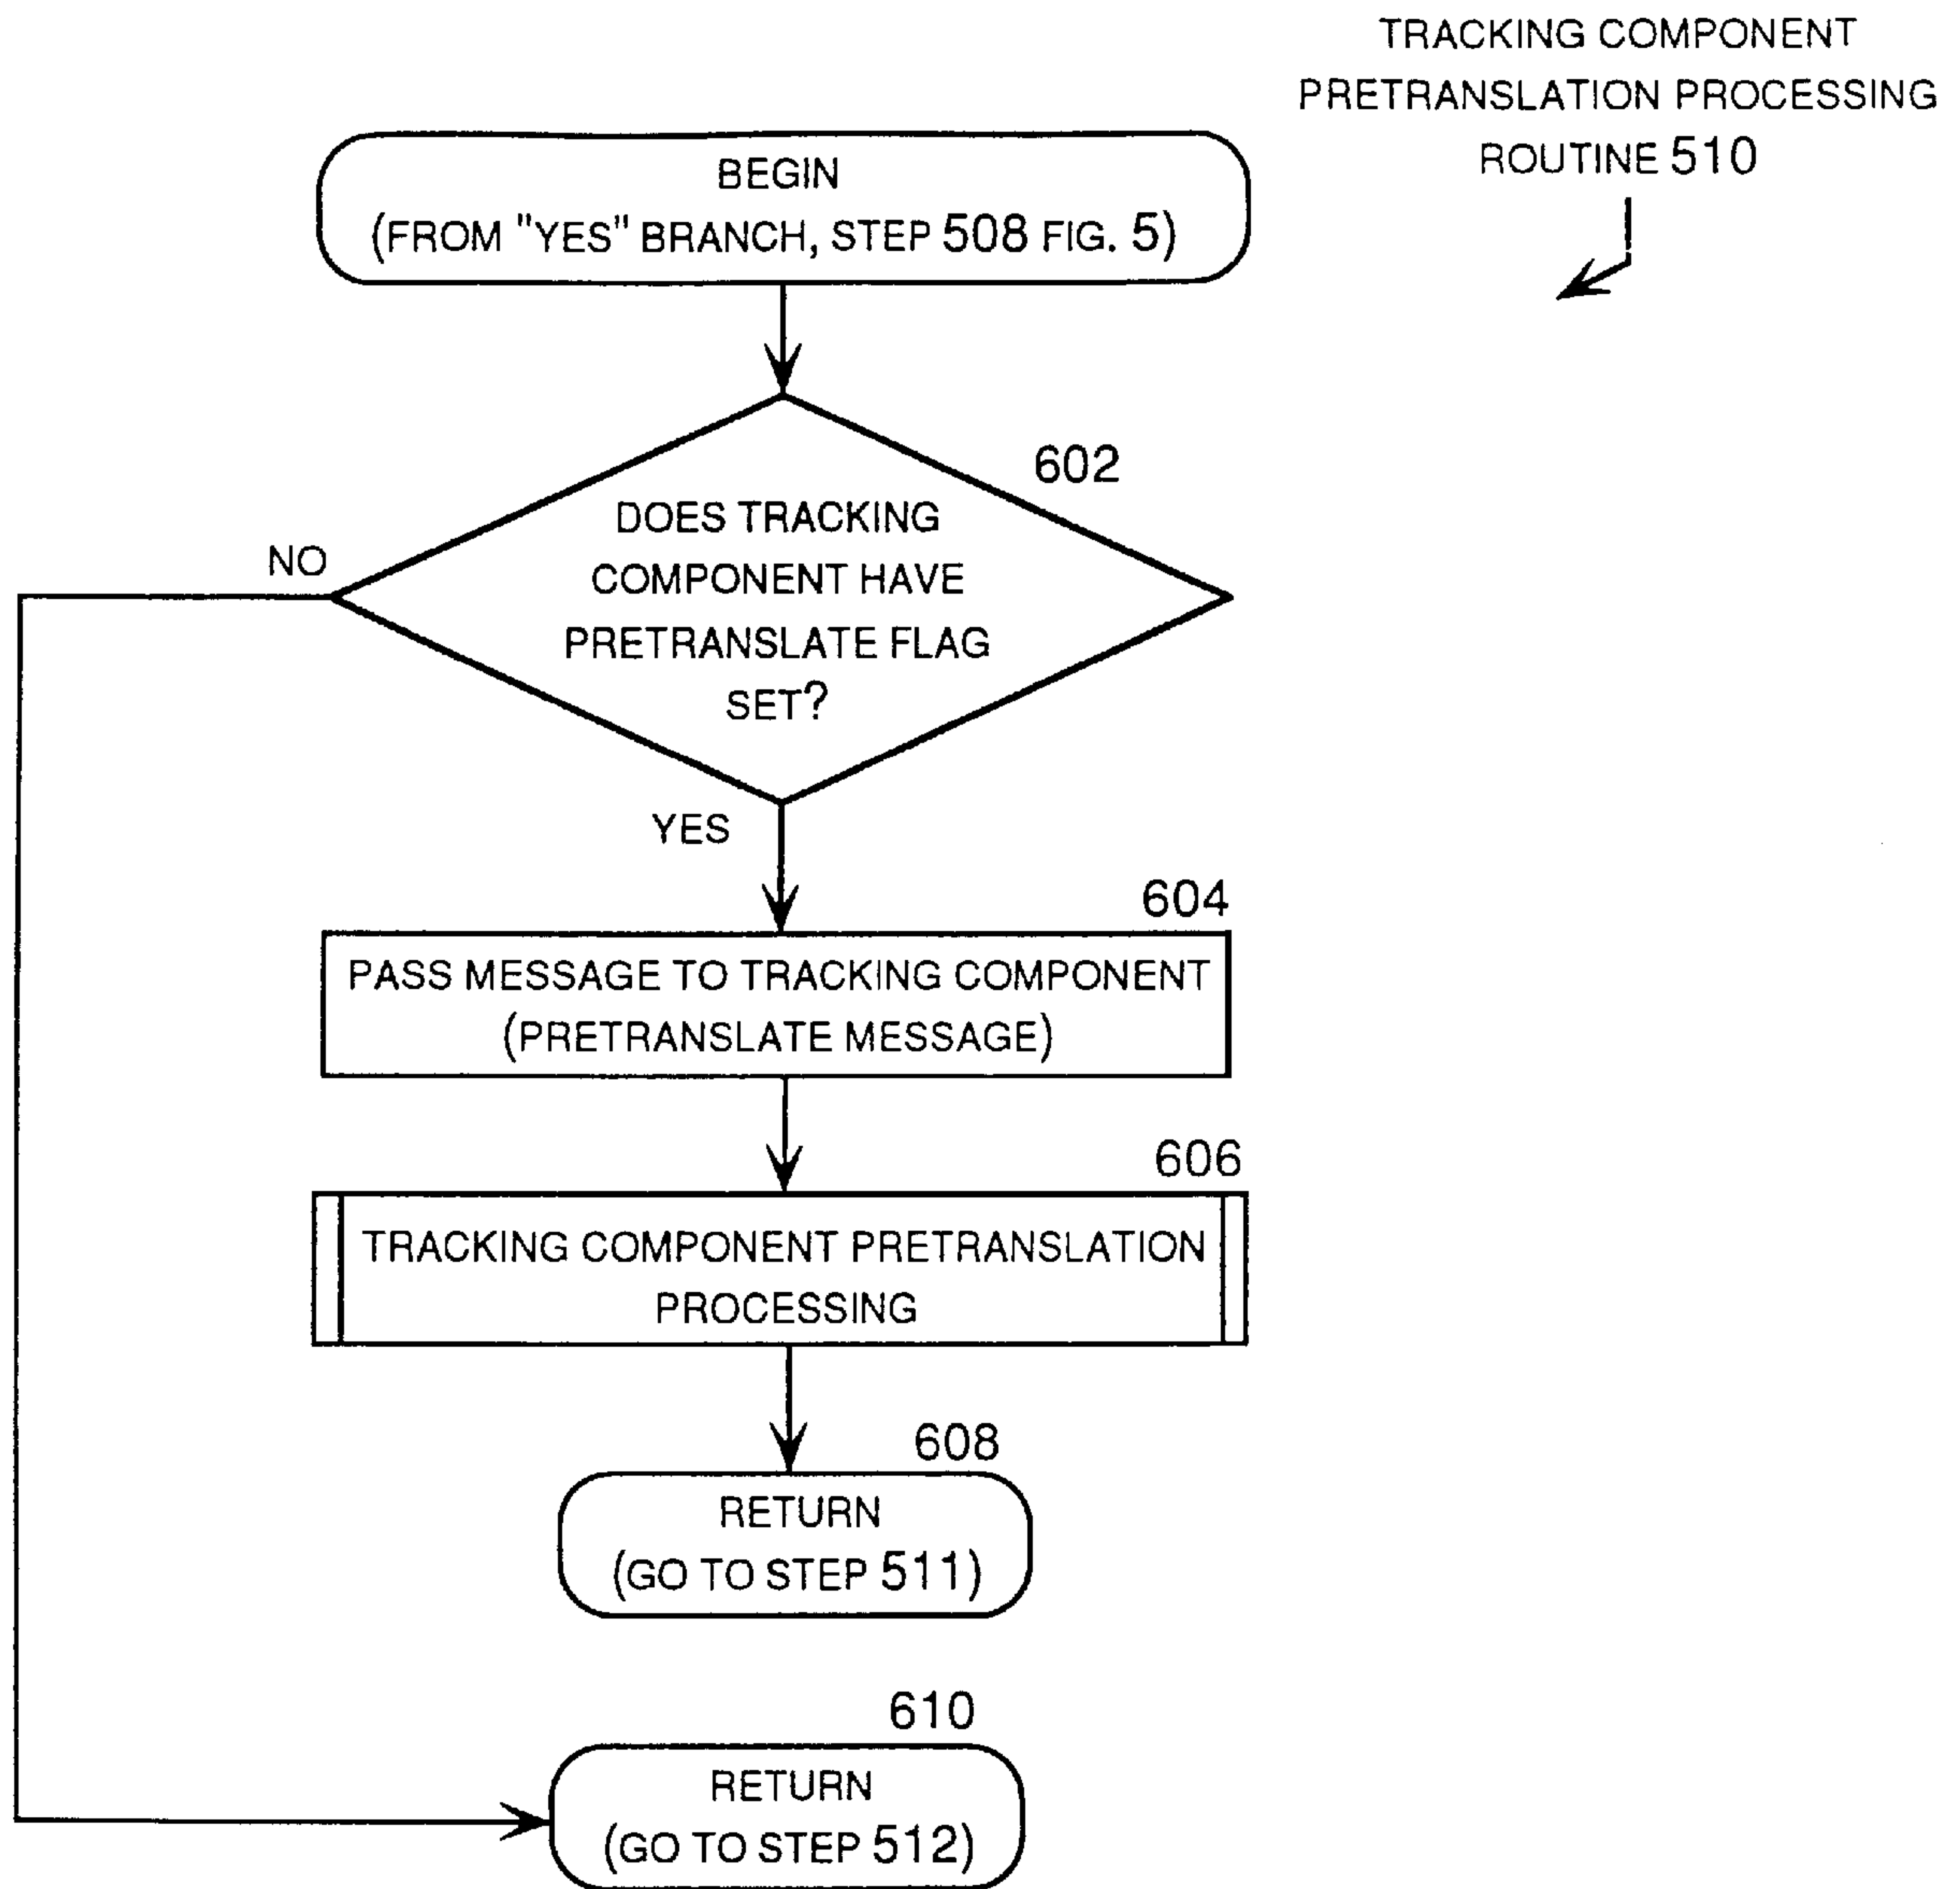 TRACKING COMPONENT
PRETRANSLATION PROCESSING
ROUTINE 510
BEGIN
(FROM "YES" BRANCH, STEP 508 FIG. 5)
602
DOES TRACKING
COMPONENT HAVE
PRETRANSLATE FLAG
SET?
NO
YES
604
PASS MESSAGE TO TRACKING COMPONENT
(PRETRANSLATE MESSAGE)
606
TRACKING COMPONENT PRETRANSLATION
PROCESSING
608
RETURN
(GO TO STEP 511)
610
RETURN
(GO TO STEP 512)